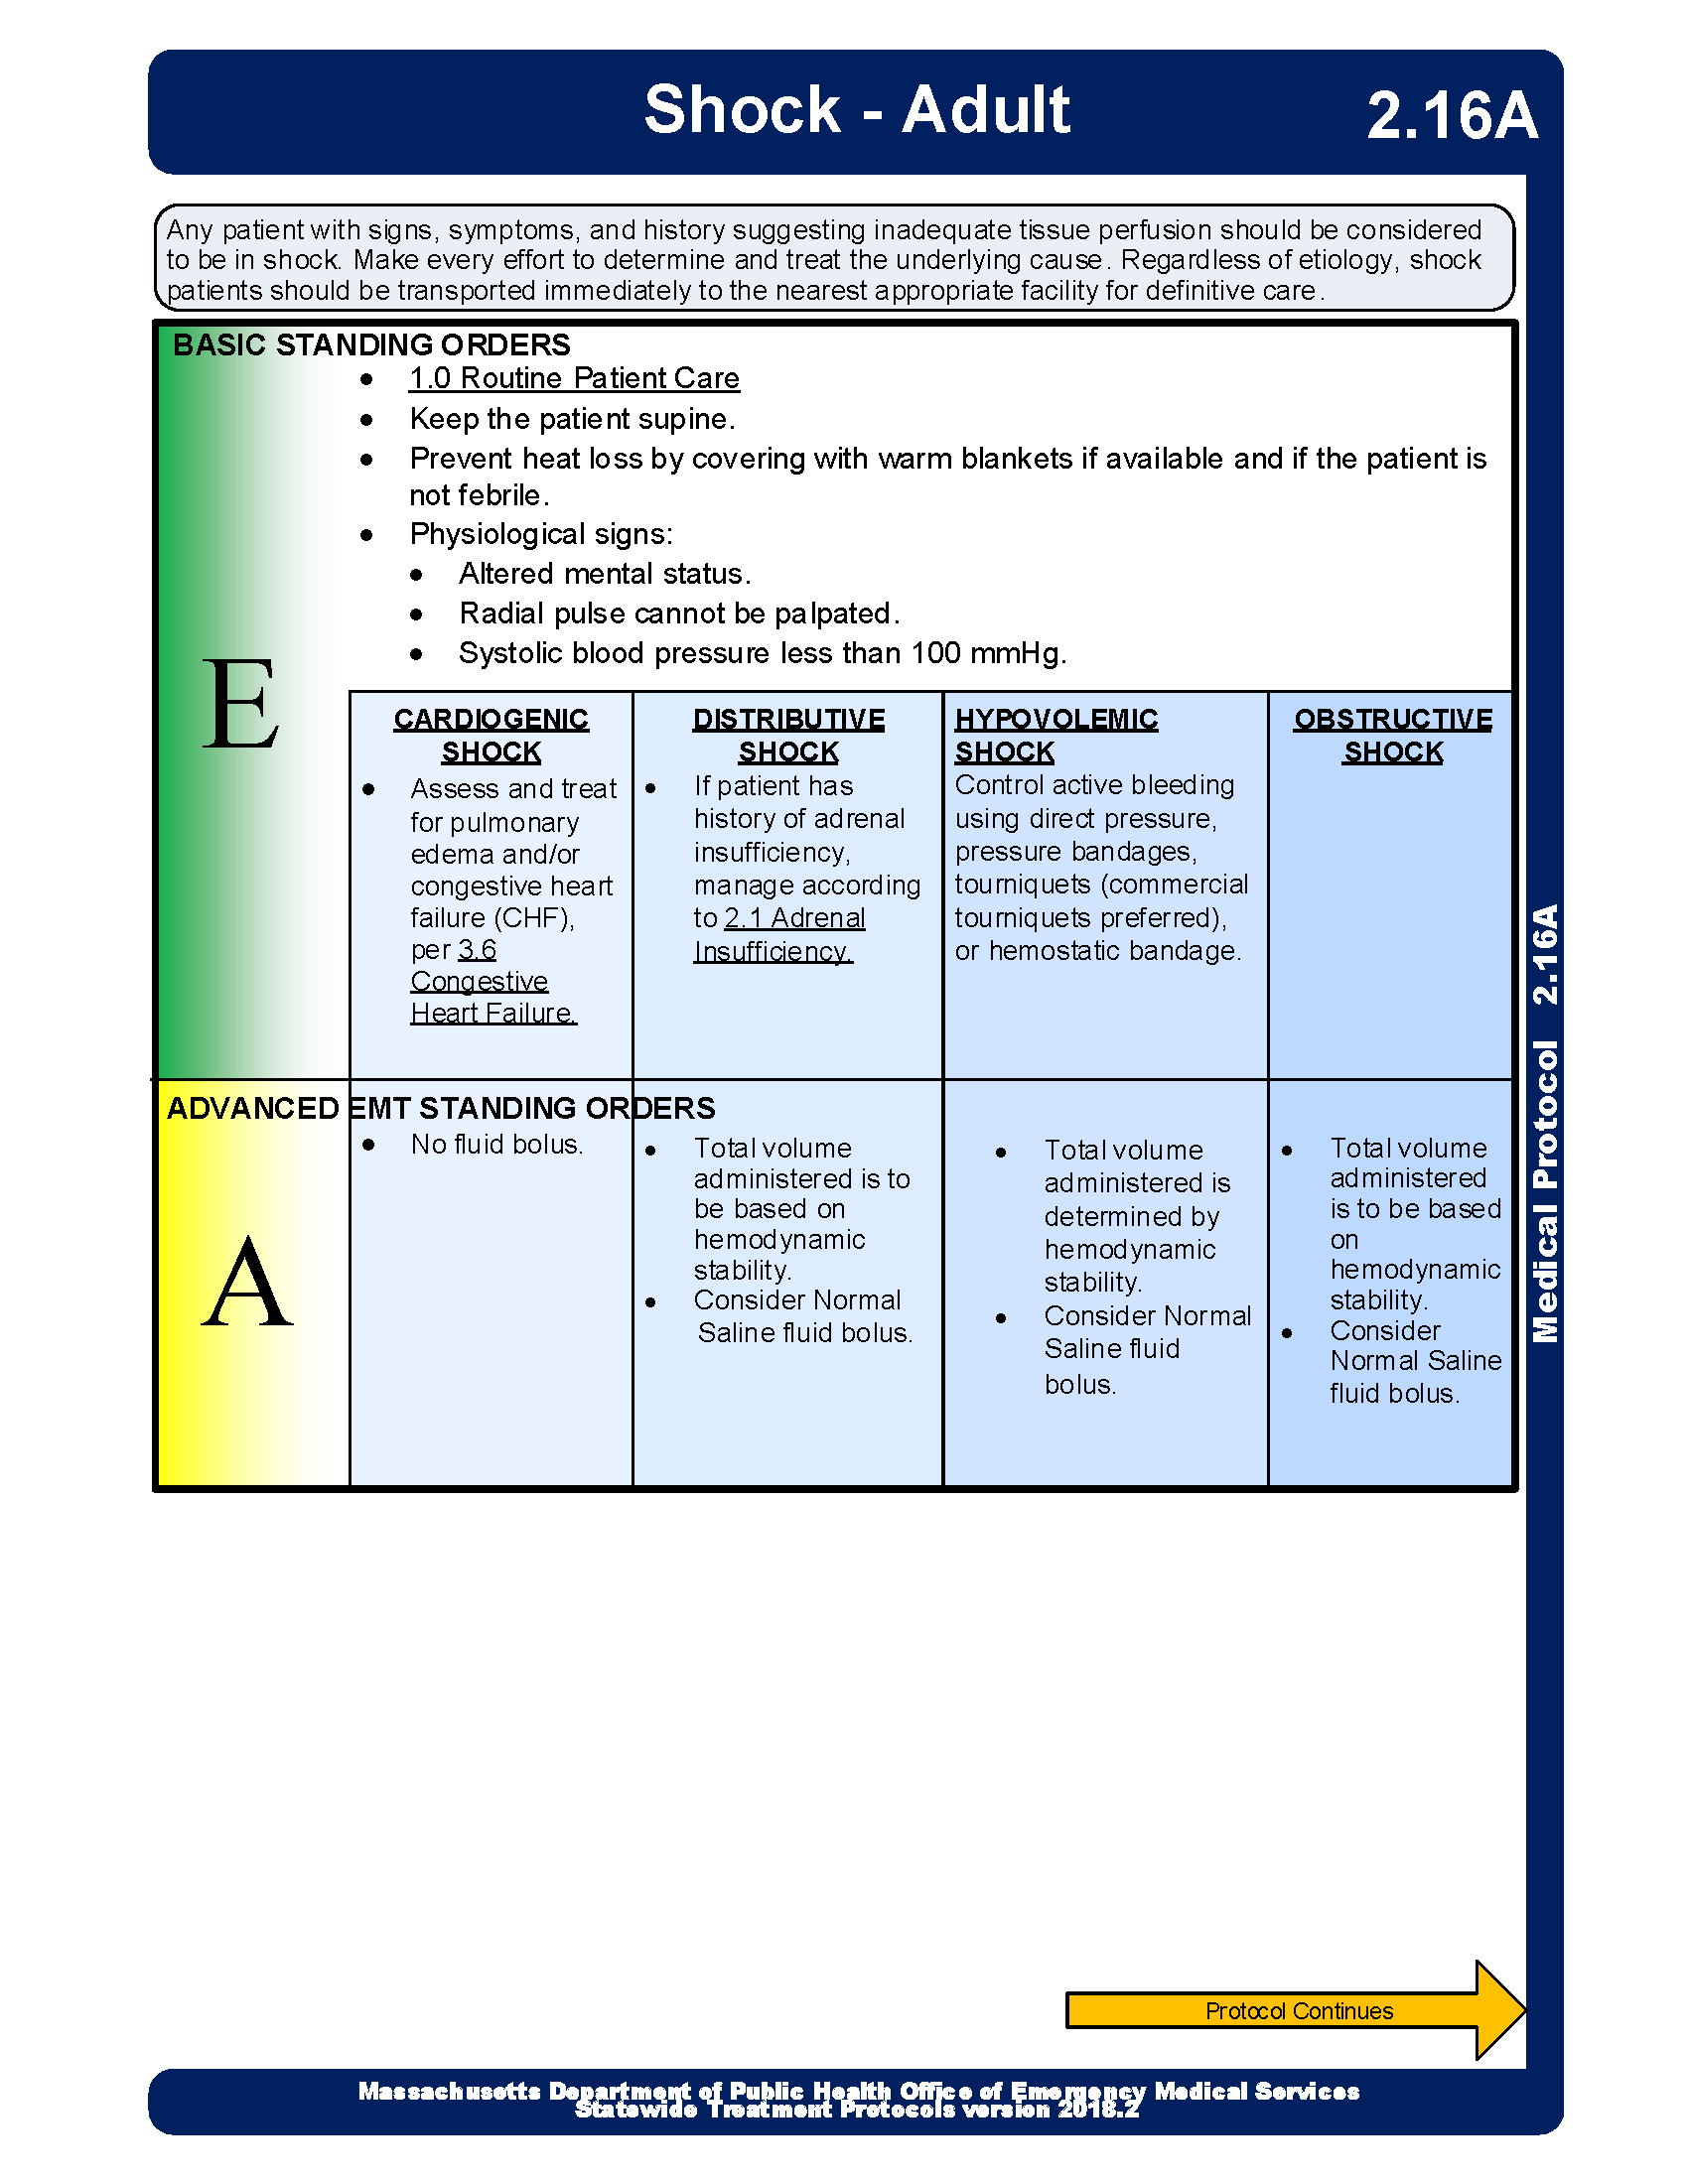 Shock - Adult
2.16A
Any patient with signs, symptoms, and history suggesting inadequate tissue perfusion should be considered
to be in shock. Make every effort to determine and treat the underlying cause. Regardless of etiology, shock
patients should be transported immediately to the nearest appropriate facility for definitive care.
BASIC STANDING ORDERS
• 1.0 Routine Patient Care
• Keep the patient supine.
• Prevent heat loss by covering with warm blankets if available and if the patient is
not febrile.
• Physiological signs:
• Altered mental status.
• Radial pulse cannot be palpated.
• Systolic blood pressure less than 100 mmHg.
E
CARDIOGENIC
SHOCK
• Assess and treat
for pulmonary
edema and/or
congestive heart
failure (CHF),
per 3.6
Congestive
Heart Failure.
DISTRIBUTIVE
SHOCK
• If patient has
history of adrenal
insufficiency,
manage according
to 2.1 Adrenal
Insufficiency.
HYPOVOLEMIC
SHOCK
Control active bleeding
using direct pressure,
pressure bandages,
tourniquets (commercial
tourniquets preferred),
or hemostatic bandage.
OBSTRUCTIVE
SHOCK
ADVANCED EMT STANDING ORDERS
A
• No fluid bolus.
• Total volume
administered is to
be based on
hemodynamic
stability.
• Consider Normal
Saline fluid bolus.
• Total volume
administered is
determined by
hemodynamic
stability.
• Consider Normal
Saline fluid
bolus.
• Total volume
administered
is to be based
on
hemodynamic
stability.
• Consider
Normal Saline
fluid bolus.
Medical Protocol 2.16A
Protocol Continues
Massachusetts Department of Public Health Office of Emergency Medical Services
Statewide Treatment Protocols version 2018.2